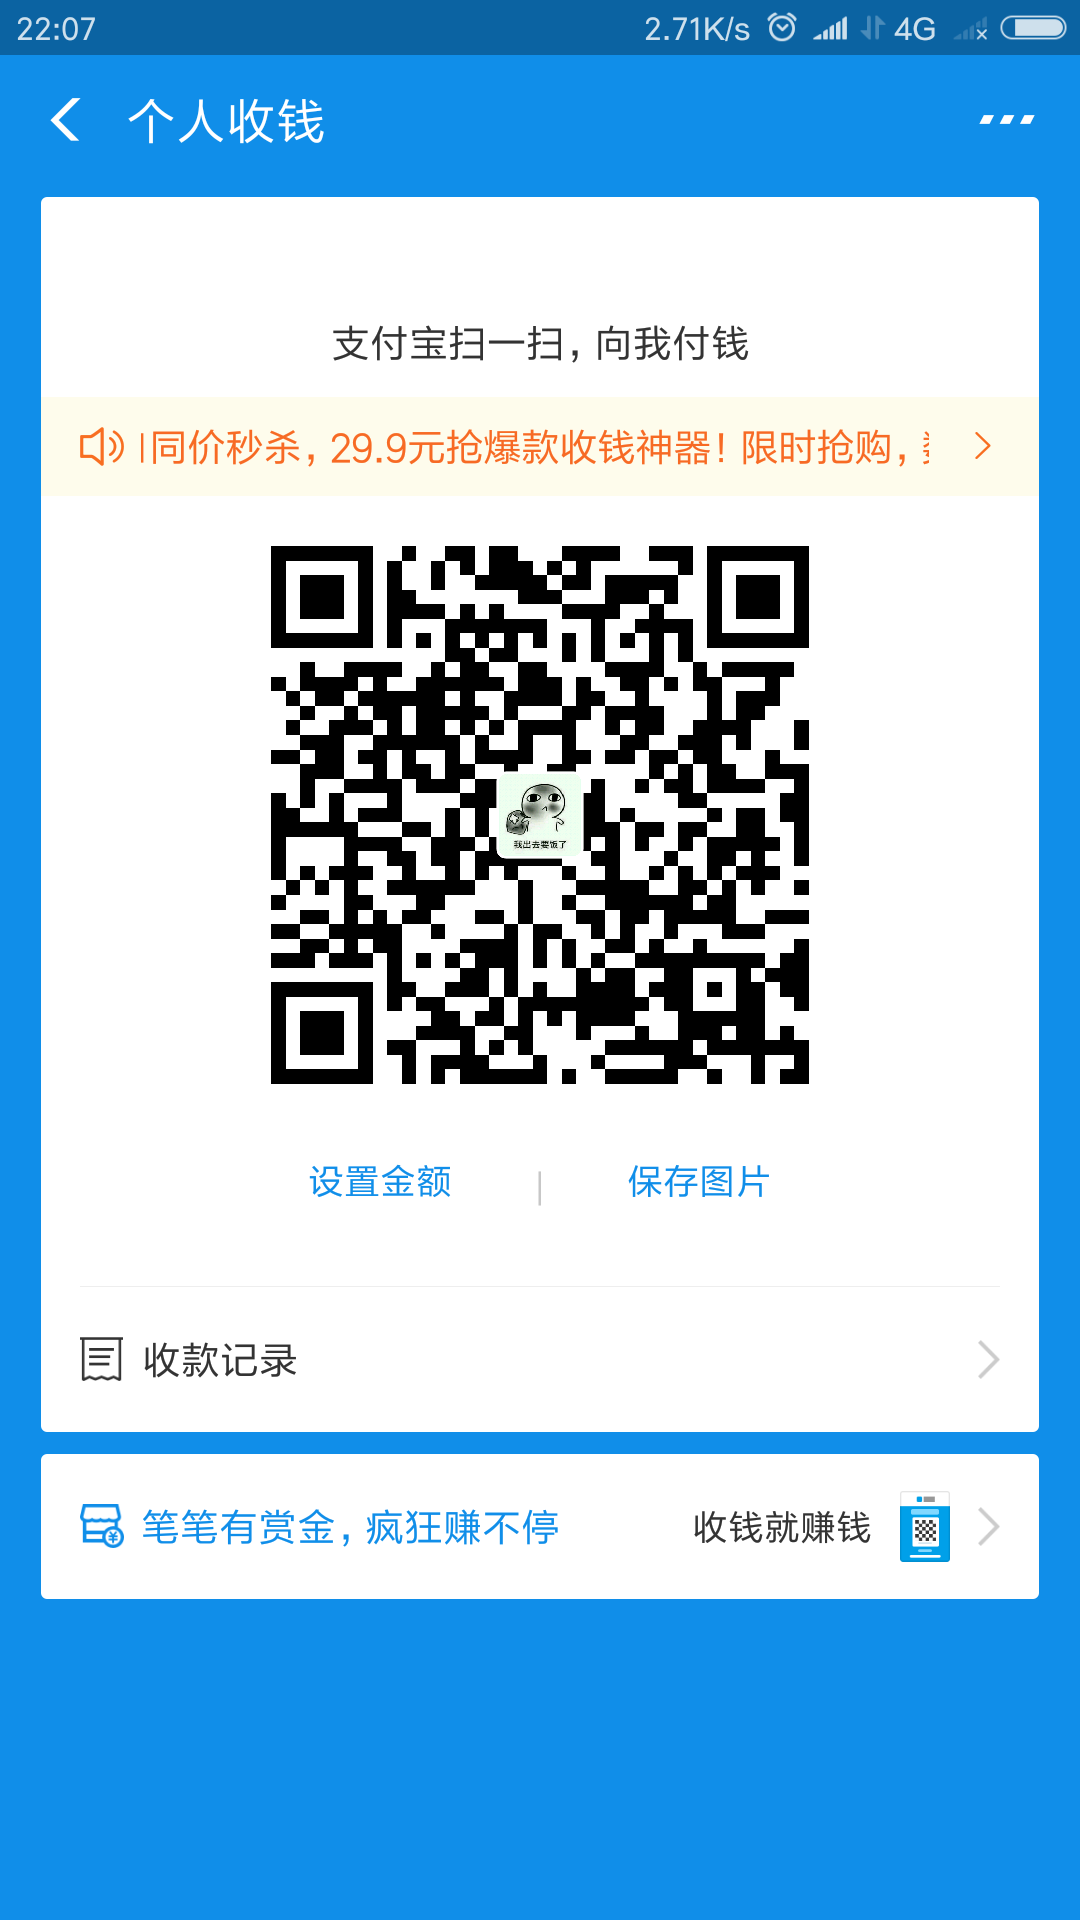 22:07 2.71K/s 4G
个人收钱
支付宝扫一扫，向我付钱
同价秒杀，29.9元抢爆款收钱神器！限时抢购，
我出去要饭了
设置金额 | 保存图片
收款记录
笔笔有赏金，疯狂赚不停 收钱就赚钱